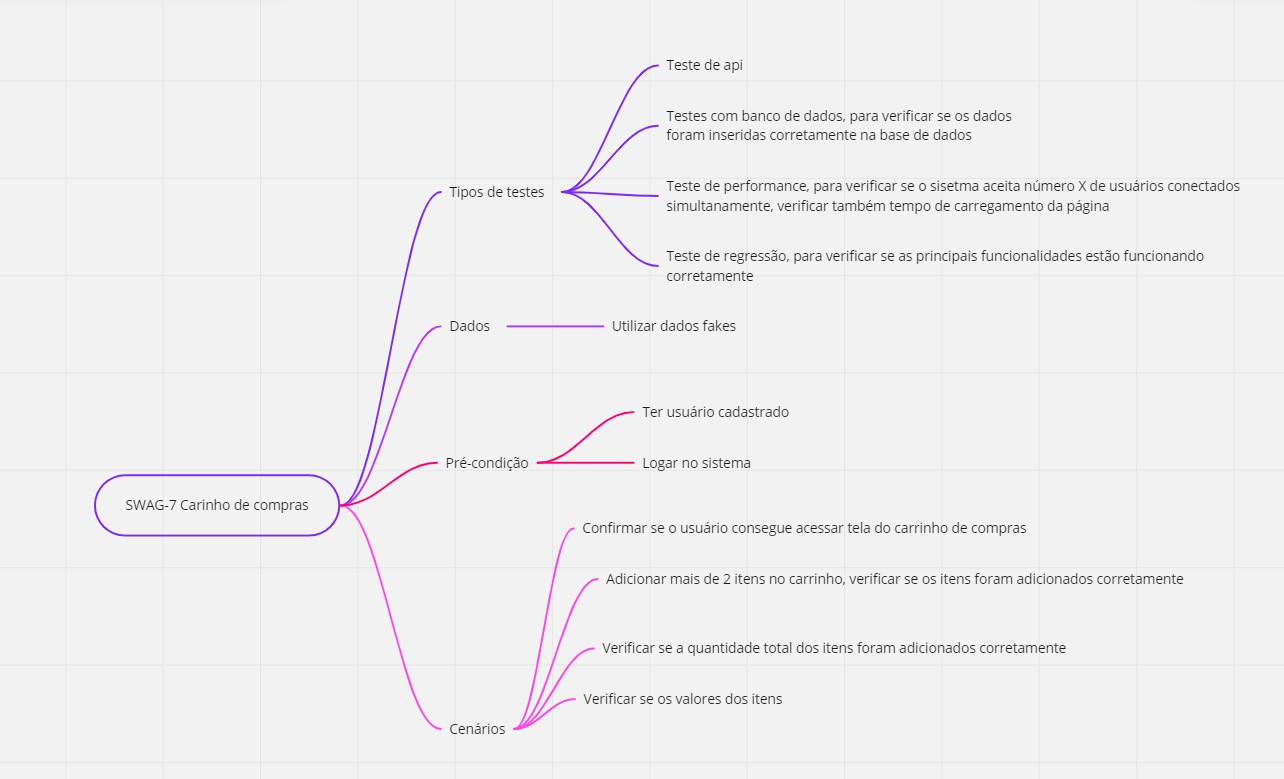 Teste de api
Testes com banco de dados, para verificar se os dados
foram inseridas corretamente na base de dados
Tipos de testes
Teste de performance, para verificar se o sisetma aceita número X de usuários conectados
simultanamente, verificar também tempo de carregamento da página
Teste de regressão, para verificar se as principais funcionalidades estão funcionando
corretamente
Dados
Utilizar dados fakes
Ter usuário cadastrado
Pré-condição
Logar no sistema
SWAG-7 Carinho de compras
Confirmar se o usuário consegue acessar tela do carrinho de compras
Adicionar mais de 2 itens no carrinho, verificar se os itens foram adicionados corretamente
Verificar se a quantidade total dos itens foram adicionados corretamente
Verificar se os valores dos itens
Cenários